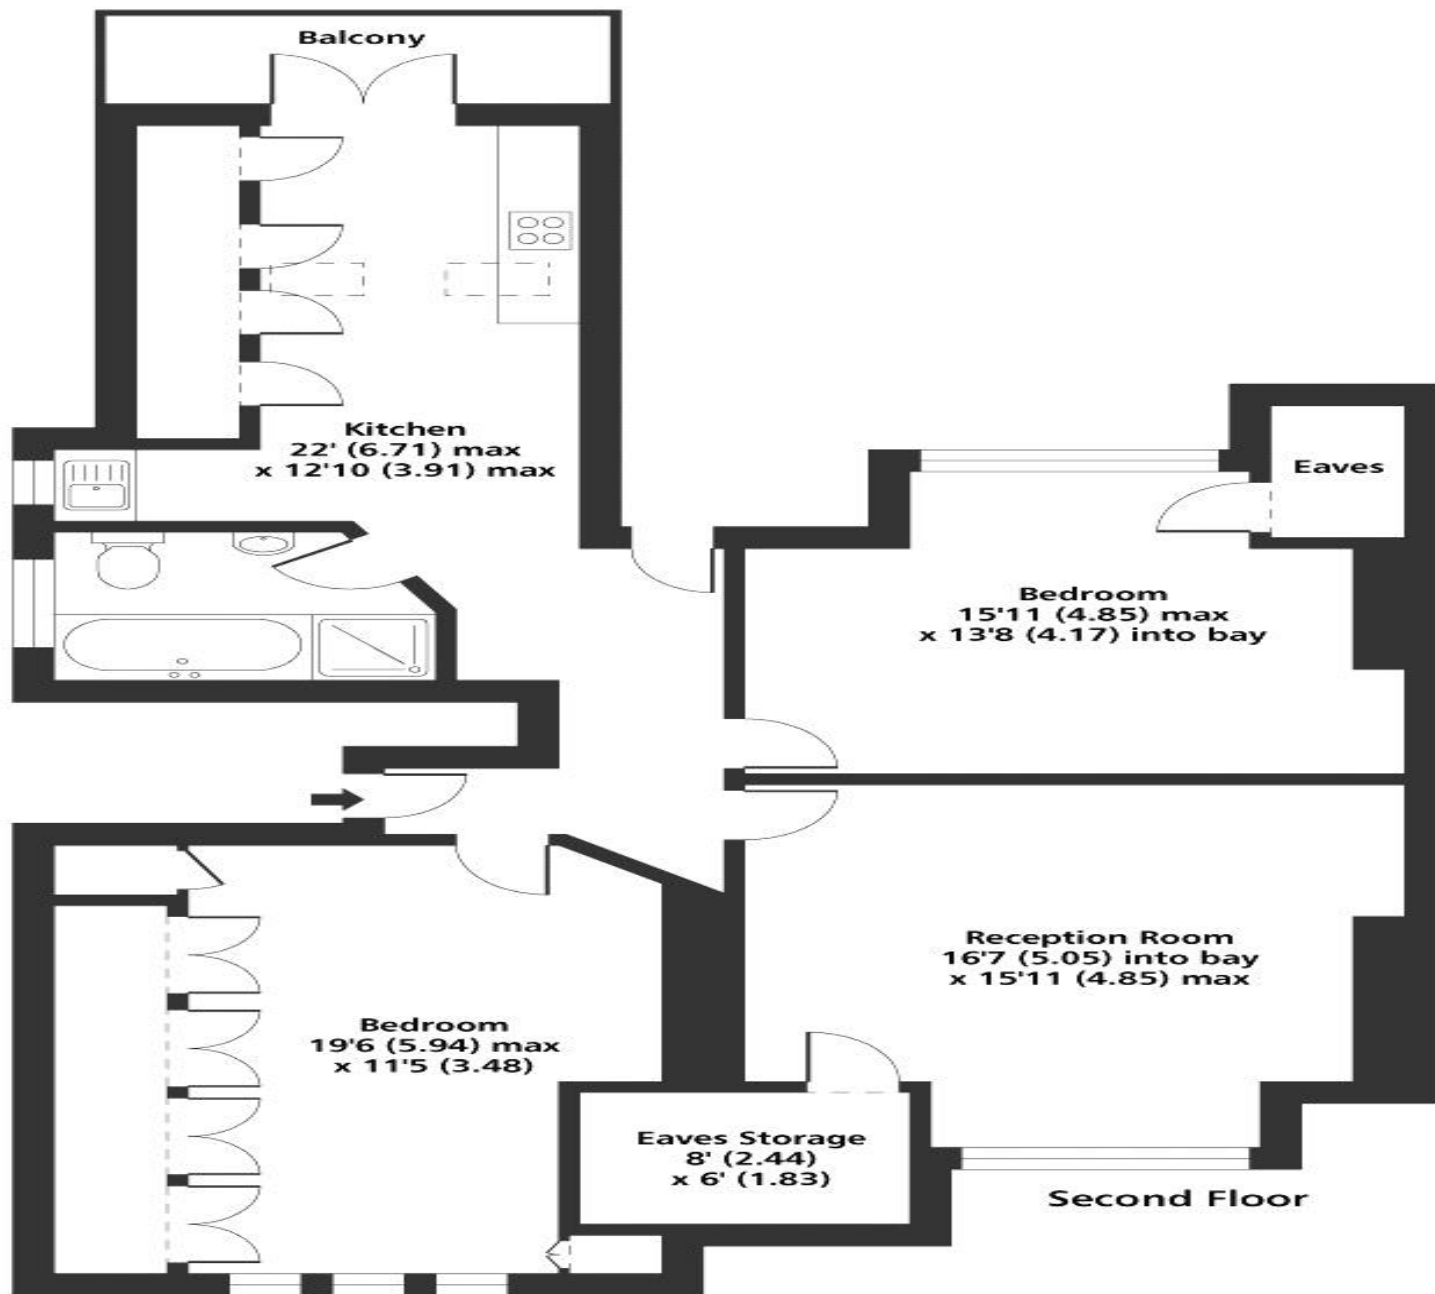 Balcony
Kitchen
22' (6.71) max
x 12'10 (3.91) max
Eaves
Bedroom
15'11 (4.85) max
x 13'8 (4.17) into bay
Reception Room
16'7 (5.05) into bay
x 15'11 (4.85) max
Bedroom
19'6 (5.94) max
x 11'5 (3.48)
Eaves Storage
8' (2.44)
x 6' (1.83)
Second Floor